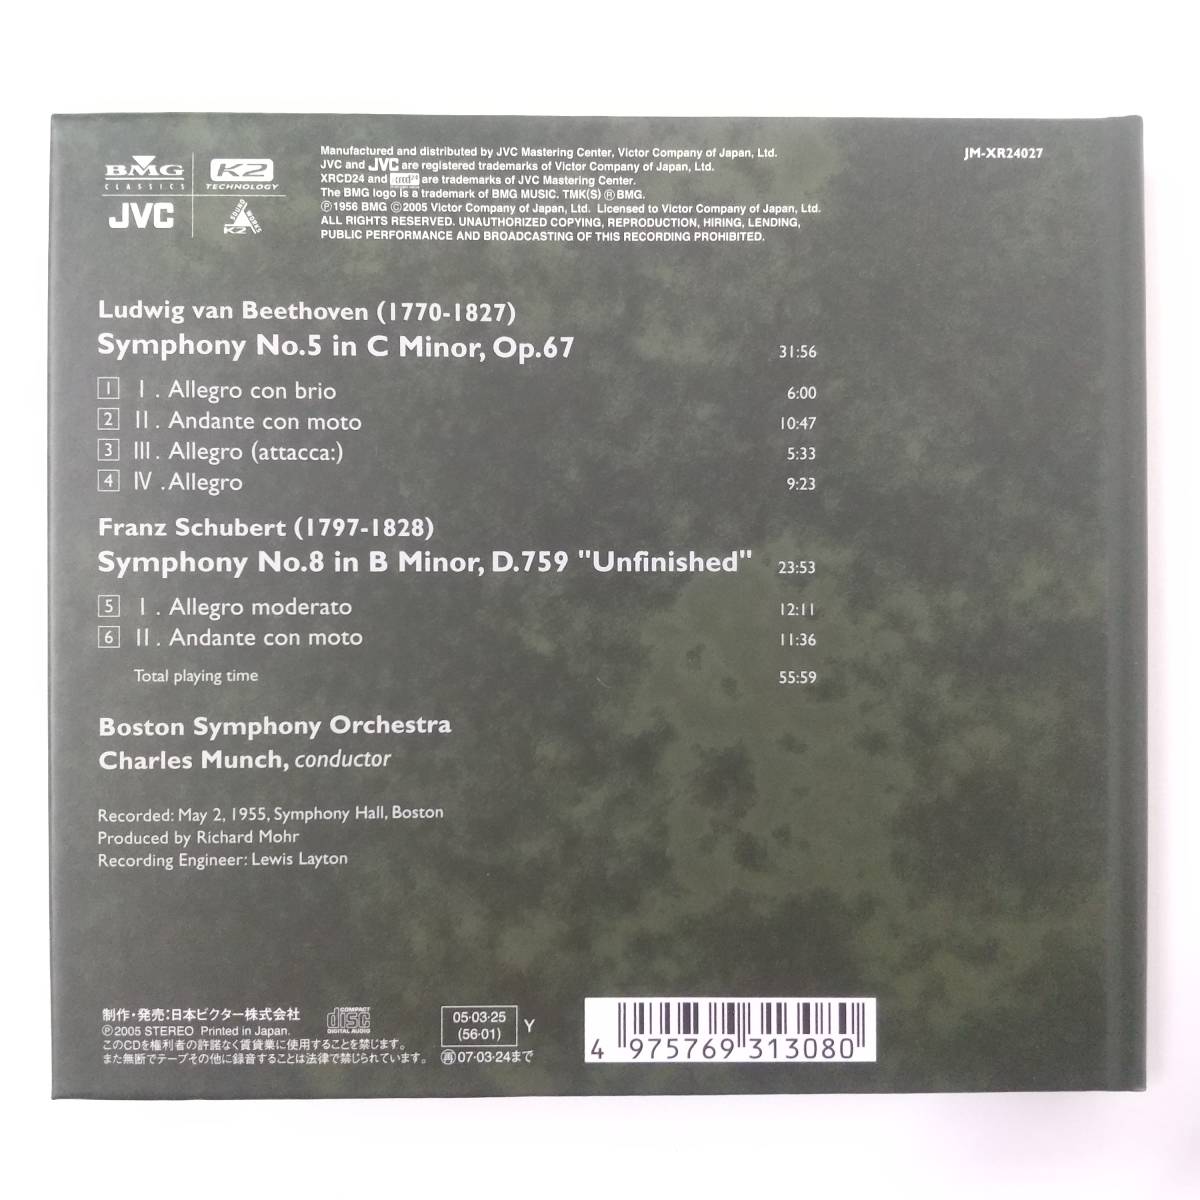 BMG
CLASSICS
K2
TECHNOLOGY
JVC
SOUND WORKS
K2
Manufactured and distributed by JVC Mastering Center, Victor Company of Japan, Ltd.
JVC and JVC are registered trademarks of Victor Company of Japan, Ltd.
XRCD24 and xrcd24 are trademarks of JVC Mastering Center.
The BMG logo is a trademark of BMG MUSIC. TMK(S) ® BMG.
℗1956 BMG ©2005 Victor Company of Japan, Ltd. Licensed to Victor Company of Japan, Ltd.
ALL RIGHTS RESERVED. UNAUTHORIZED COPYING, REPRODUCTION, HIRING, LENDING,
PUBLIC PERFORMANCE AND BROADCASTING OF THIS RECORDING PROHIBITED.
JM-XR24027
Ludwig van Beethoven (1770-1827)
Symphony No.5 in C Minor, Op.67 31:56
1 I. Allegro con brio 6:00
2 II. Andante con moto 10:47
3 III. Allegro (attacca:) 5:33
4 IV. Allegro 9:23
Franz Schubert (1797-1828)
Symphony No.8 in B Minor, D.759 "Unfinished" 23:53
5 I. Allegro moderato 12:11
6 II. Andante con moto 11:36
Total playing time 55:59
Boston Symphony Orchestra
Charles Munch, conductor
Recorded: May 2, 1955, Symphony Hall, Boston
Produced by Richard Mohr
Recording Engineer: Lewis Layton
制作・発売:日本ビクター株式会社
℗2005 STEREO Printed in Japan.
このCDを権利者の許諾なく賃貸業に使用することを禁じます。
また無断でテープその他に録音することは法律で禁じられています。
COMPACT
disc
DIGITAL AUDIO
05・03・25
(56・01)
Y
再07・03・24まで
4 975769 313080